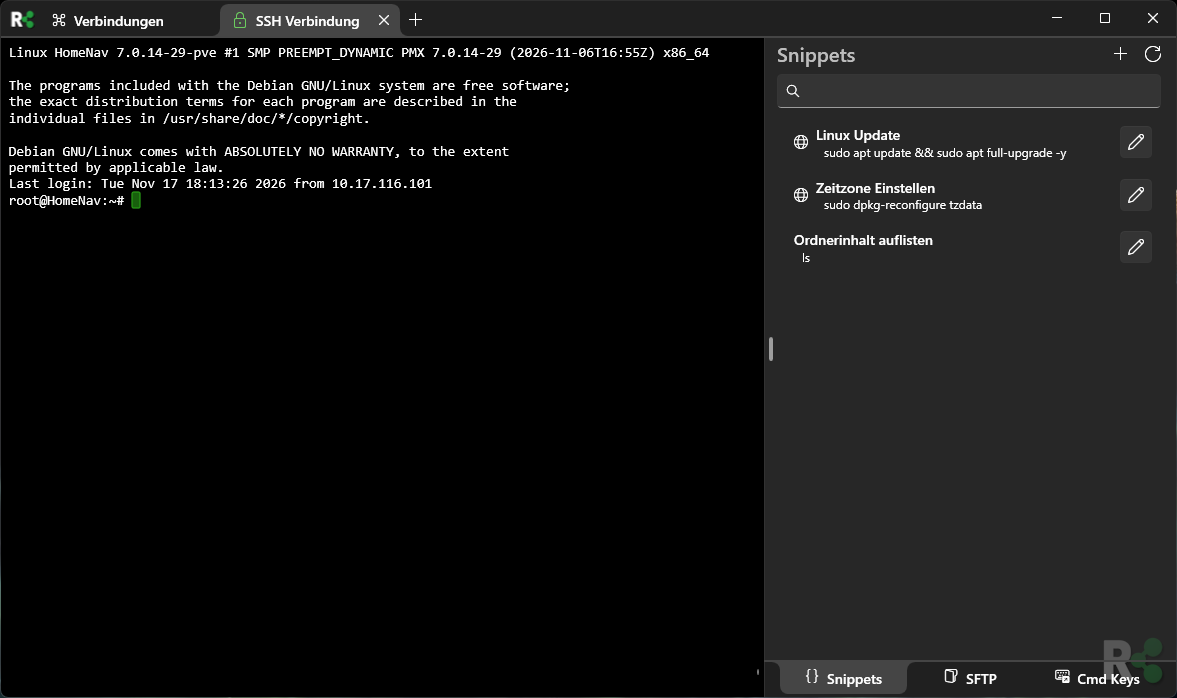 R
Verbindungen
SSH Verbindung
Linux HomeNav 7.0.14-29-pve #1 SMP PREEMPT_DYNAMIC PMX 7.0.14-29 (2026-11-06T16:55Z) x86_64
The programs included with the Debian GNU/Linux system are free software;
the exact distribution terms for each program are described in the
individual files in /usr/share/doc/*/copyright.
Debian GNU/Linux comes with ABSOLUTELY NO WARRANTY, to the extent
permitted by applicable law.
Last login: Tue Nov 17 18:13:26 2026 from 10.17.116.101
root@HomeNav:~#
Snippets
Linux Update
sudo apt update && sudo apt full-upgrade -y
Zeitzone Einstellen
sudo dpkg-reconfigure tzdata
Ordnerinhalt auflisten
ls
{} Snippets
SFTP
Cmd Keys
R